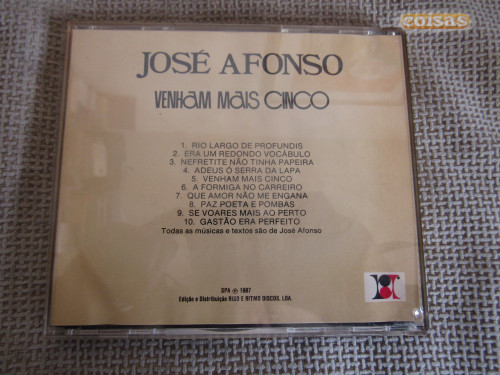 coisas
JOSÉ AFONSO
VENHAM MAIS CINCO
1. RIO LARGO DE PROFUNDIS
2. ERA UM REDONDO VOCÁBULO
3. NEFRETITE NÃO TINHA PAPEIRA
4. ADEUS Ó SERRA DA LAPA
5. VENHAM MAIS CINCO
6. A FORMIGA NO CARREIRO
7. QUE AMOR NÃO ME ENGANA
8. PAZ POETA E POMBAS
9. SE VOARES MAIS AO PERTO
10. GASTÃO ERA PERFEITO
Todas as músicas e textos são de José Afonso
SPA ℗ 1987
Edição e Distribuição RISO E RITMO DISCOS, LDA.